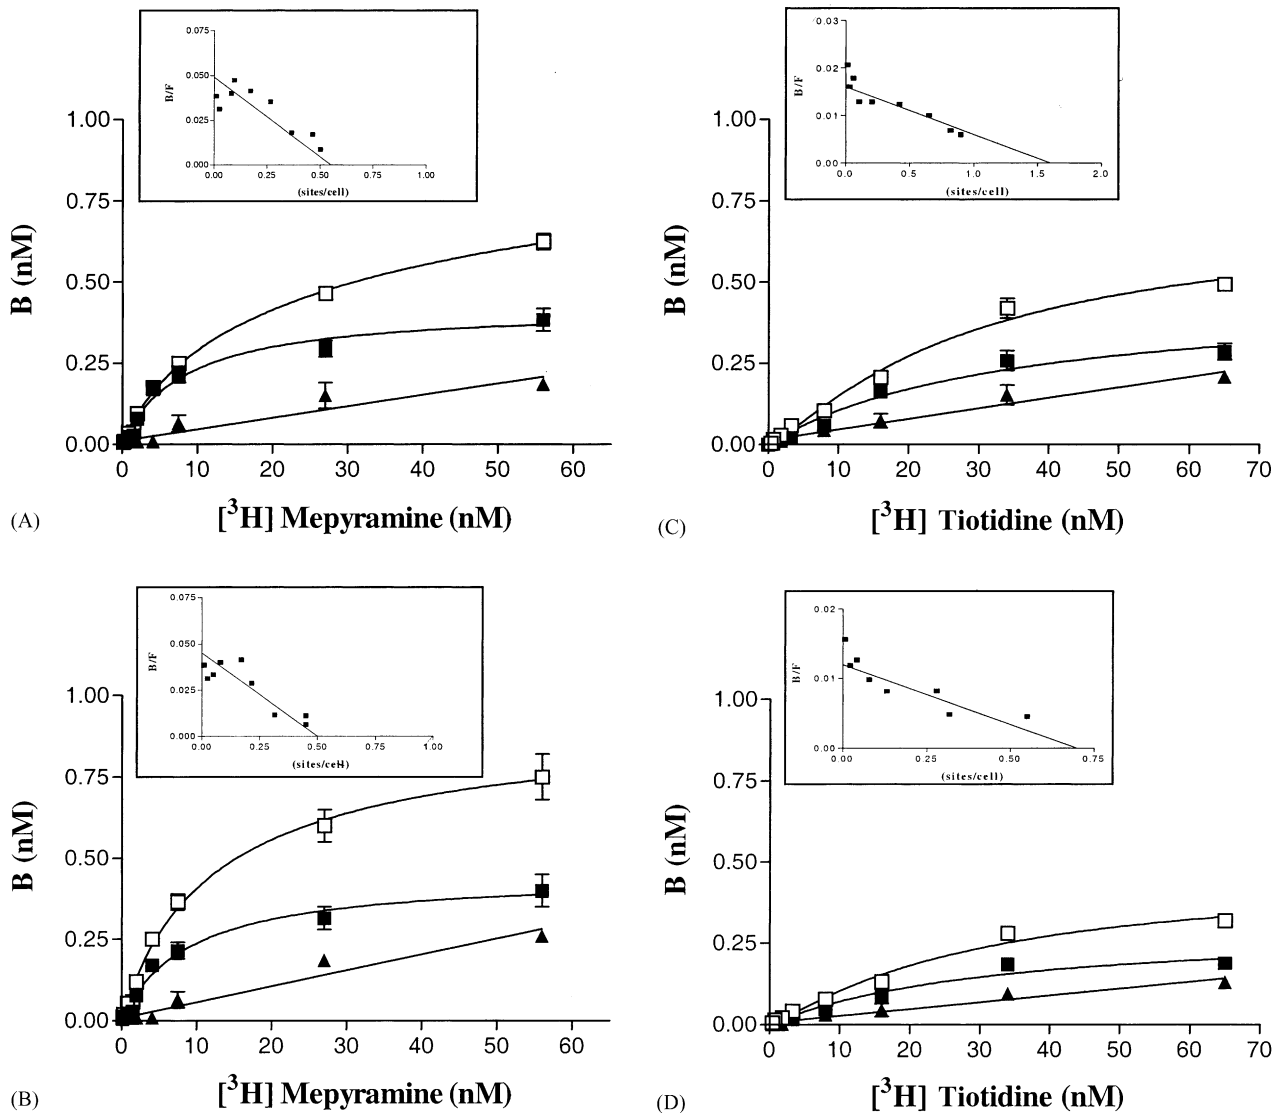 0.075
0.050
0.025
0.000
B/F
0.00 0.25 0.50 0.75 1.00
(sites/cell)
1.00
0.75
0.50
0.25
0.00
B (nM)
0 10 20 30 40 50 60
[³H] Mepyramine (nM)
(A)
0.03
0.02
0.01
0.00
B/F
0.0 0.5 1.0 1.5 2.0
(sites/cell)
1.00
0.75
0.50
0.25
0.00
B (nM)
0 10 20 30 40 50 60 70
[³H] Tiotidine (nM)
(C)
0.075
0.050
0.025
0.000
B/F
0.00 0.25 0.50 0.75 1.00
(sites/cell)
1.00
0.75
0.50
0.25
0.00
B (nM)
0 10 20 30 40 50 60
[³H] Mepyramine (nM)
(B)
0.02
0.01
0.00
B/F
0.00 0.25 0.50 0.75
(sites/cell)
1.00
0.75
0.50
0.25
0.00
B (nM)
0 10 20 30 40 50 60 70
[³H] Tiotidine (nM)
(D)